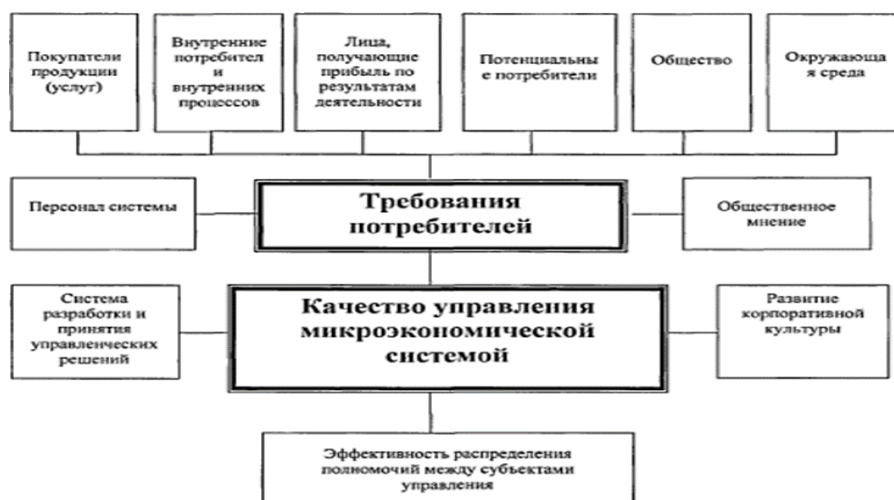 Покупатели
продукции
(услуг)
Внутренние
потребител
и
внутренних
процессов
Лица,
получающие
прибыль по
результатам
деятельности
Потенциальны
е потребители
Общество
Окружающа
я среда
Персонал системы
Требования
потребителей
Общественное
мнение
Система
разработки и
принятия
управленческих
решений
Качество управления
микроэкономической
системой
Развитие
корпоративной
культуры
Эффективность распределения
полномочий между субъектами
управления